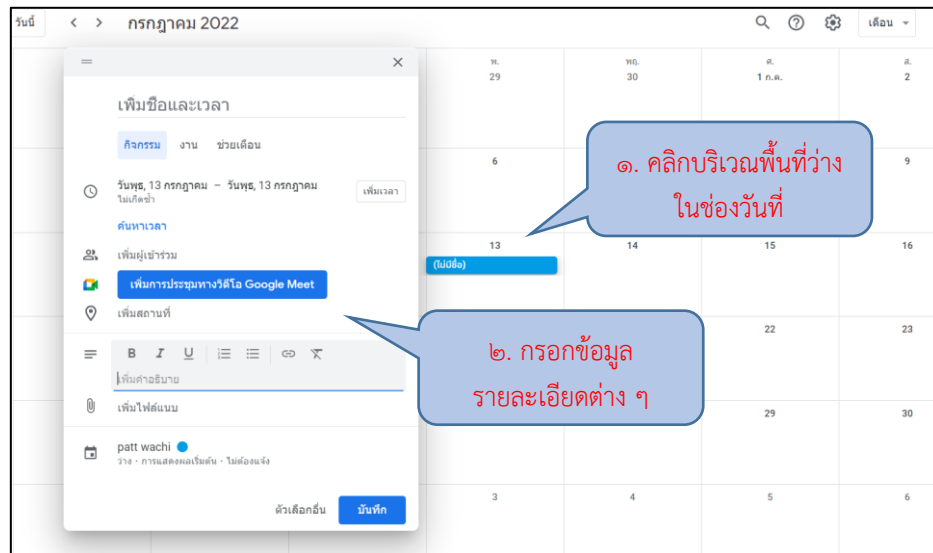 วันนี้ < > กรกฎาคม 2022 เดือน
พ. พฤ. ศ. ส.
29 30 1 ก.ค. 2
เพิ่มชื่อและเวลา
กิจกรรม งาน ช่วยเตือน
6 9
วันพุธ, 13 กรกฎาคม – วันพุธ, 13 กรกฎาคม เพิ่มเวลา
ไม่เกิดซ้ำ
ค้นหาเวลา
๑. คลิกบริเวณพื้นที่ว่าง
ในช่องวันที่
13 14 15 16
(ไม่มีชื่อ)
เพิ่มผู้เข้าร่วม
เพิ่มการประชุมทางวิดีโอ Google Meet
เพิ่มสถานที่
22 23
B I U
เพิ่มคำอธิบาย
เพิ่มไฟล์แนบ
๒. กรอกข้อมูล
รายละเอียดต่าง ๆ
29 30
patt wachi
ว่าง · การแสดงผลเริ่มต้น · ไม่ต้องแจ้ง
3 4 5 6
ตัวเลือกอื่น บันทึก